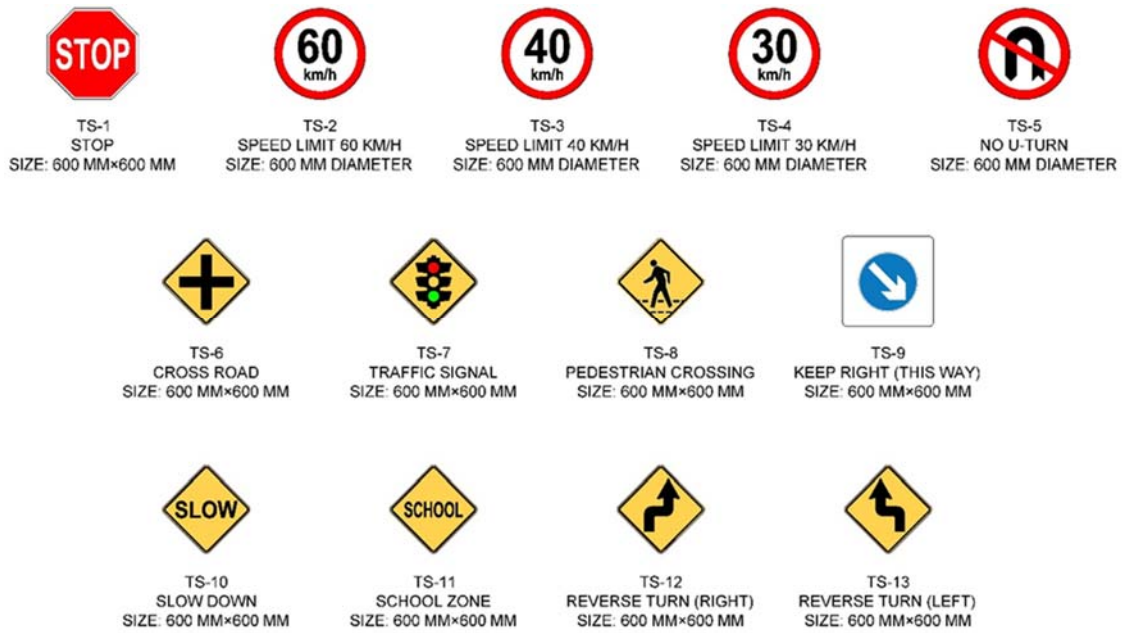 STOP
60
km/h
40
km/h
30
km/h
TS-1
STOP
SIZE: 600 MM×600 MM
TS-2
SPEED LIMIT 60 KM/H
SIZE: 600 MM DIAMETER
TS-3
SPEED LIMIT 40 KM/H
SIZE: 600 MM DIAMETER
TS-4
SPEED LIMIT 30 KM/H
SIZE: 600 MM DIAMETER
TS-5
NO U-TURN
SIZE: 600 MM DIAMETER
TS-6
CROSS ROAD
SIZE: 600 MM×600 MM
TS-7
TRAFFIC SIGNAL
SIZE: 600 MM×600 MM
TS-8
PEDESTRIAN CROSSING
SIZE: 600 MM×600 MM
TS-9
KEEP RIGHT (THIS WAY)
SIZE: 600 MM×600 MM
SLOW
SCHOOL
TS-10
SLOW DOWN
SIZE: 600 MM×600 MM
TS-11
SCHOOL ZONE
SIZE: 600 MM×600 MM
TS-12
REVERSE TURN (RIGHT)
SIZE: 600 MM×600 MM
TS-13
REVERSE TURN (LEFT)
SIZE: 600 MM×600 MM